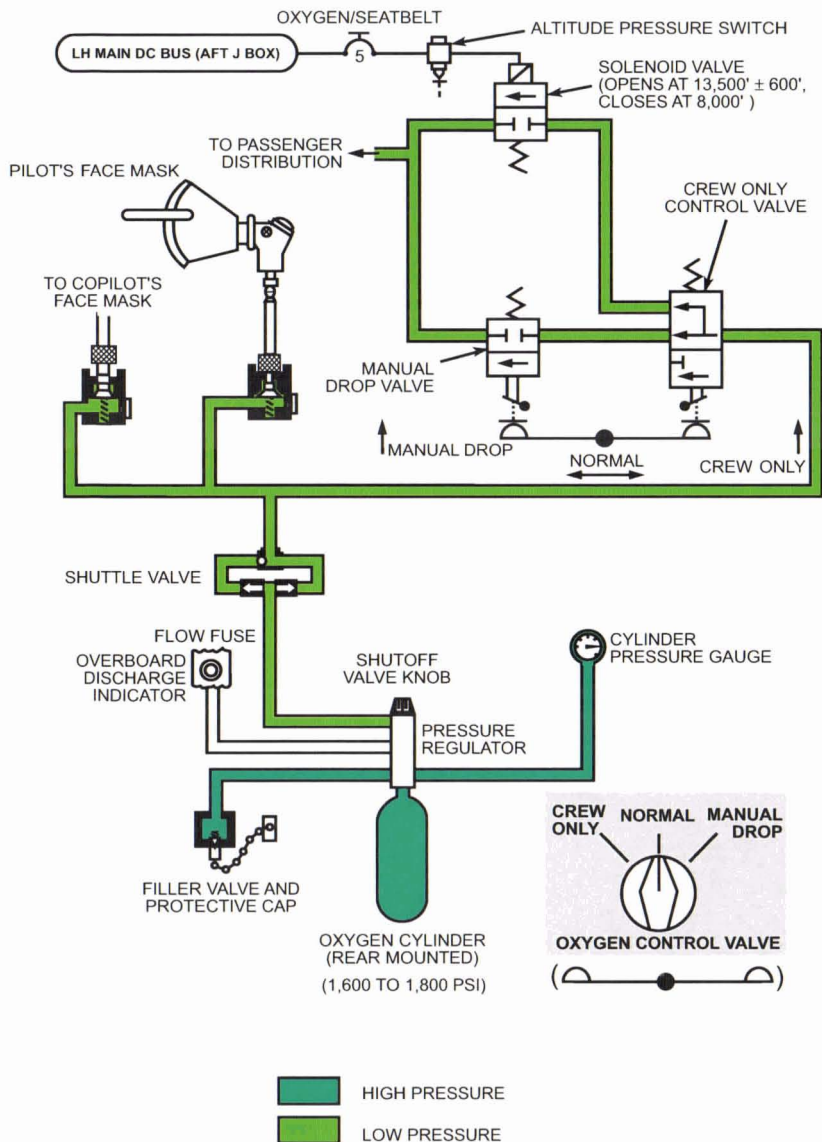 OXYGEN/SEATBELT
ALTITUDE PRESSURE SWITCH
LH MAIN DC BUS (AFT J BOX)
5
SOLENOID VALVE
(OPENS AT 13,500' ± 600',
CLOSES AT 8,000' )
TO PASSENGER
DISTRIBUTION
PILOT'S FACE MASK
CREW ONLY
CONTROL VALVE
TO COPILOT'S
FACE MASK
MANUAL
DROP VALVE
MANUAL DROP
NORMAL
CREW ONLY
SHUTTLE VALVE
FLOW FUSE
OVERBOARD
DISCHARGE
INDICATOR
SHUTOFF
VALVE KNOB
CYLINDER
PRESSURE GAUGE
PRESSURE
REGULATOR
FILLER VALVE AND
PROTECTIVE CAP
OXYGEN CYLINDER
(REAR MOUNTED)
(1,600 TO 1,800 PSI)
CREW
ONLY
NORMAL
MANUAL
DROP
OXYGEN CONTROL VALVE
HIGH PRESSURE
LOW PRESSURE